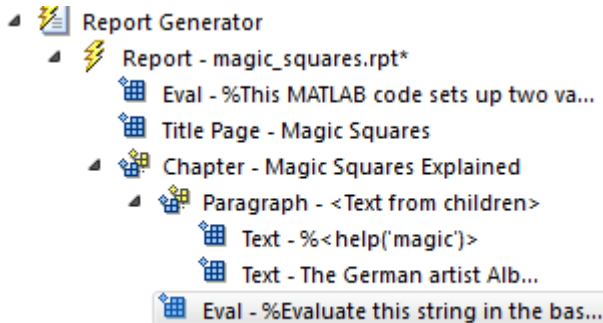 Report Generator
Report - magic_squares.rpt*
Eval - %This MATLAB code sets up two va...
Title Page - Magic Squares
Chapter - Magic Squares Explained
Paragraph - <Text from children>
Text - %<help('magic')>
Text - The German artist Alb...
Eval - %Evaluate this string in the bas...